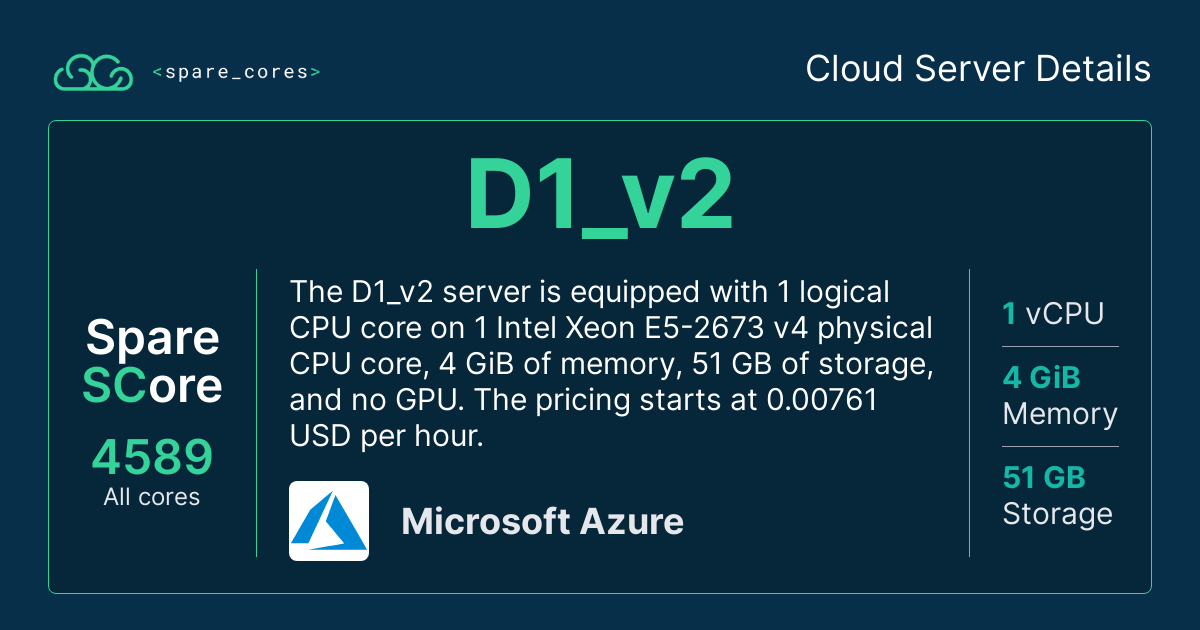 <spare_cores>
Cloud Server Details
D1_v2
Spare
SCore
4589
All cores
The D1_v2 server is equipped with 1 logical
CPU core on 1 Intel Xeon E5-2673 v4 physical
CPU core, 4 GiB of memory, 51 GB of storage,
and no GPU. The pricing starts at 0.00761
USD per hour.
Microsoft Azure
1 vCPU
4 GiB
Memory
51 GB
Storage